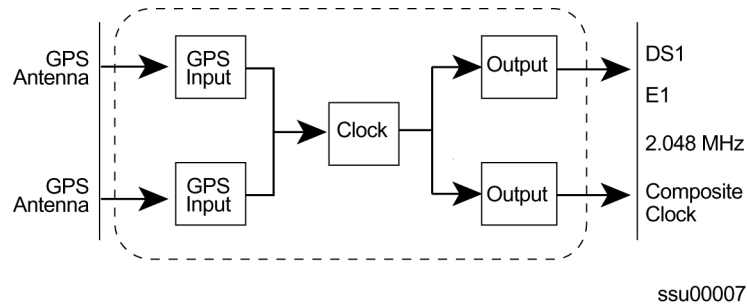 GPS
Antenna
GPS
Input
Clock
Output
DS1
E1
2.048 MHz
GPS
Antenna
GPS
Input
Output
Composite
Clock
ssu00007